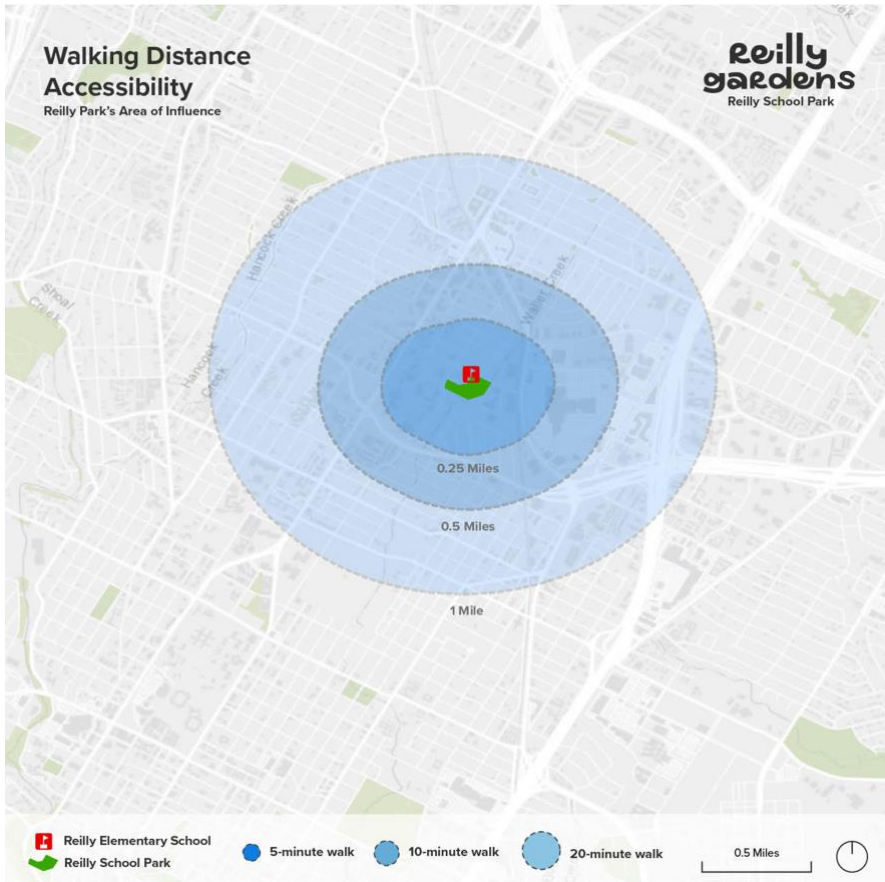 Walking Distance
Accessibility
Reilly Park's Area of Influence
Reilly
gardens
Reilly School Park
Creek
Hancock Creek
Waller Creek
Shoal
Creek
Hancock
Creek
0.25 Miles
0.5 Miles
1 Mile
Reilly Elementary School
Reilly School Park
5-minute walk
10-minute walk
20-minute walk
0.5 Miles